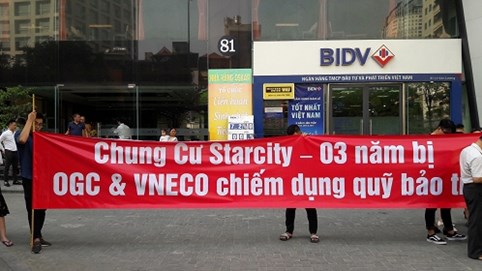 81
BIDV
NGÂN HÀNG TMCP ĐẦU TƯ VÀ PHÁT TRIỂN VIỆT NAM
BIDV
TỐT NHẤT
VIỆT NAM
Chung Cư Starcity – 03 năm bị
OGC & VNECO chiếm dụng quỹ bảo t